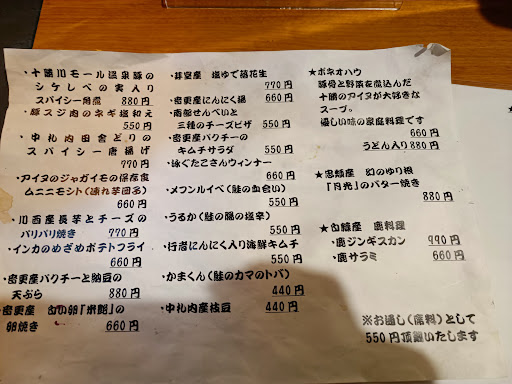 ・十勝川モール温泉豚の
シケレベの実入り
スパイシー角煮　880円
・豚スジ肉のネギ塩和え
550円
・中札内田舎どりの
スパイシー唐揚げ
770円
・アイヌのジャガイモの保存食
ムニニモシト(凍れ芋団子)
660円
・川西産長芋とチーズの
パリパリ焼き　770円
・インカのめざめポテトフライ
660円
・音更産パクチーと納豆の
天ぷら　880円
・音更産　白い卵「米艶」の
卵焼き　660円
・芽室産　塩ゆで落花生
770円
・音更産にんにく揚　660円
・南部せんべいと
三種のチーズピザ　550円
・音更産パクチーの
キムチサラダ　550円
・泳ぐたこさんウィンナー
660円
・メフンルイベ(鮭の血合い)
550円
・うるか(鮎の腸の塩辛)
550円
・行者にんにく入り海鮮キムチ
550円
・かまくん(鮭のカマのトバ)
440円
・中札内産枝豆　440円
★ポネオハウ
豚骨と野菜を煮込んだ
十勝のアイヌが大好きな
スープ。
優しい味の家庭料理です
660円
うどん入り880円
★忠類産　幻のゆり根
「月光」のバター焼き
880円
★白糠産　鹿料理
・鹿ジンギスカン　990円
・鹿サラミ　660円
※お通し(席料)として
550円頂戴いたします